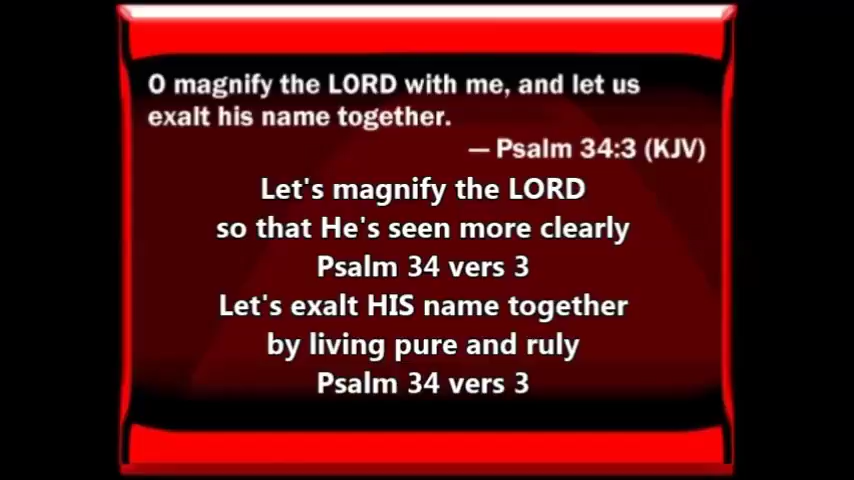 O magnify the LORD with me, and let us
exalt his name together.
— Psalm 34:3 (KJV)
Let's magnify the LORD
so that He's seen more clearly
Psalm 34 vers 3
Let's exalt HIS name together
by living pure and ruly
Psalm 34 vers 3